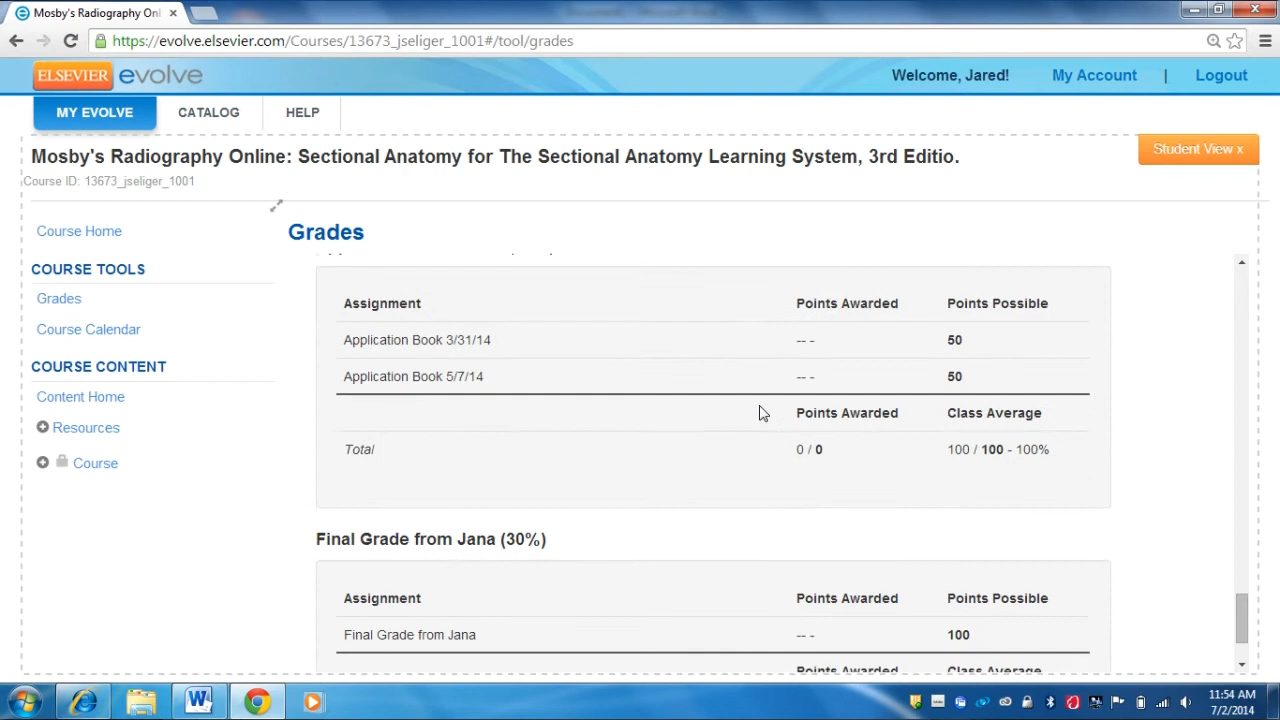 Mosby's Radiography Onl
https://evolve.elsevier.com/Courses/13673_jseliger_1001#/tool/grades
ELSEVIER evolve
Welcome, Jared! My Account | Logout
MY EVOLVE CATALOG HELP
Mosby's Radiography Online: Sectional Anatomy for The Sectional Anatomy Learning System, 3rd Editio.
Student View x
Course ID: 13673_jseliger_1001
Course Home
COURSE TOOLS
Grades
Course Calendar
COURSE CONTENT
Content Home
Resources
Course
Grades
Assignment Points Awarded Points Possible
Application Book 3/31/14 -- - 50
Application Book 5/7/14 -- - 50
Points Awarded Class Average
Total 0 / 0 100 / 100 - 100%
Final Grade from Jana (30%)
Assignment Points Awarded Points Possible
Final Grade from Jana -- - 100
Points Awarded Class Average
11:54 AM
7/2/2014